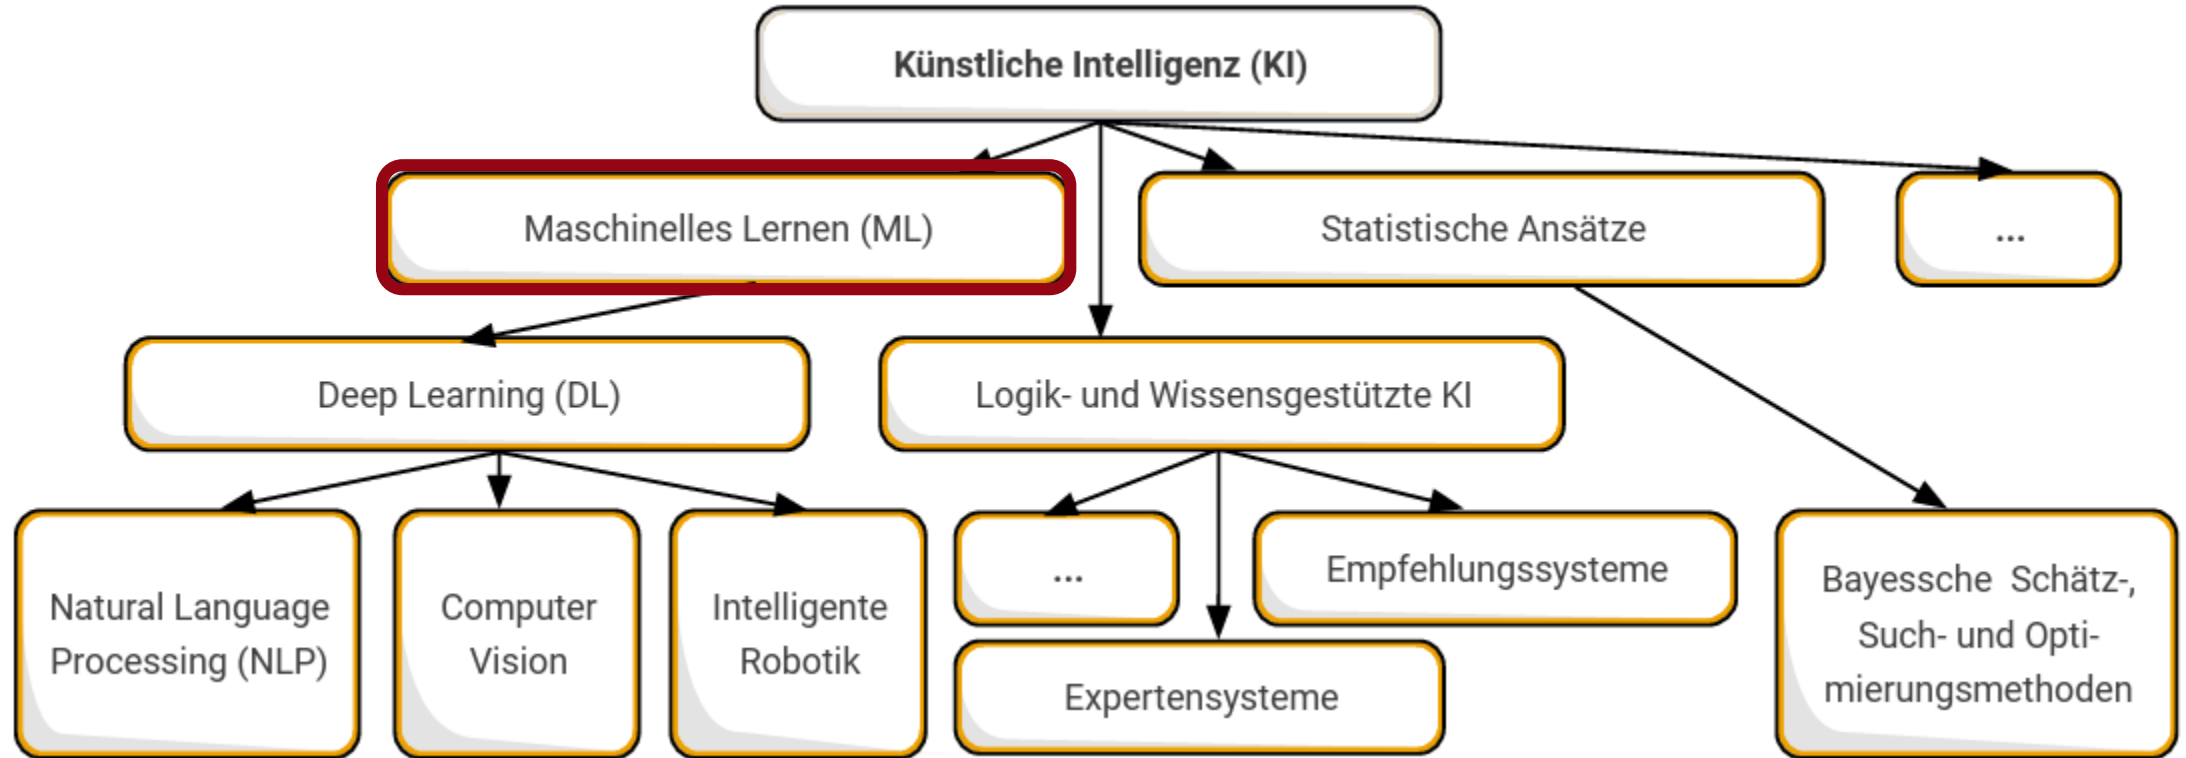 Künstliche Intelligenz (KI)
Maschinelles Lernen (ML)
Statistische Ansätze
...
Deep Learning (DL)
Logik- und Wissensgestützte KI
Natural Language
Processing (NLP)
Computer
Vision
Intelligente
Robotik
...
Empfehlungssysteme
Expertensysteme
Bayessche  Schätz-,
Such- und Opti-
mierungsmethoden